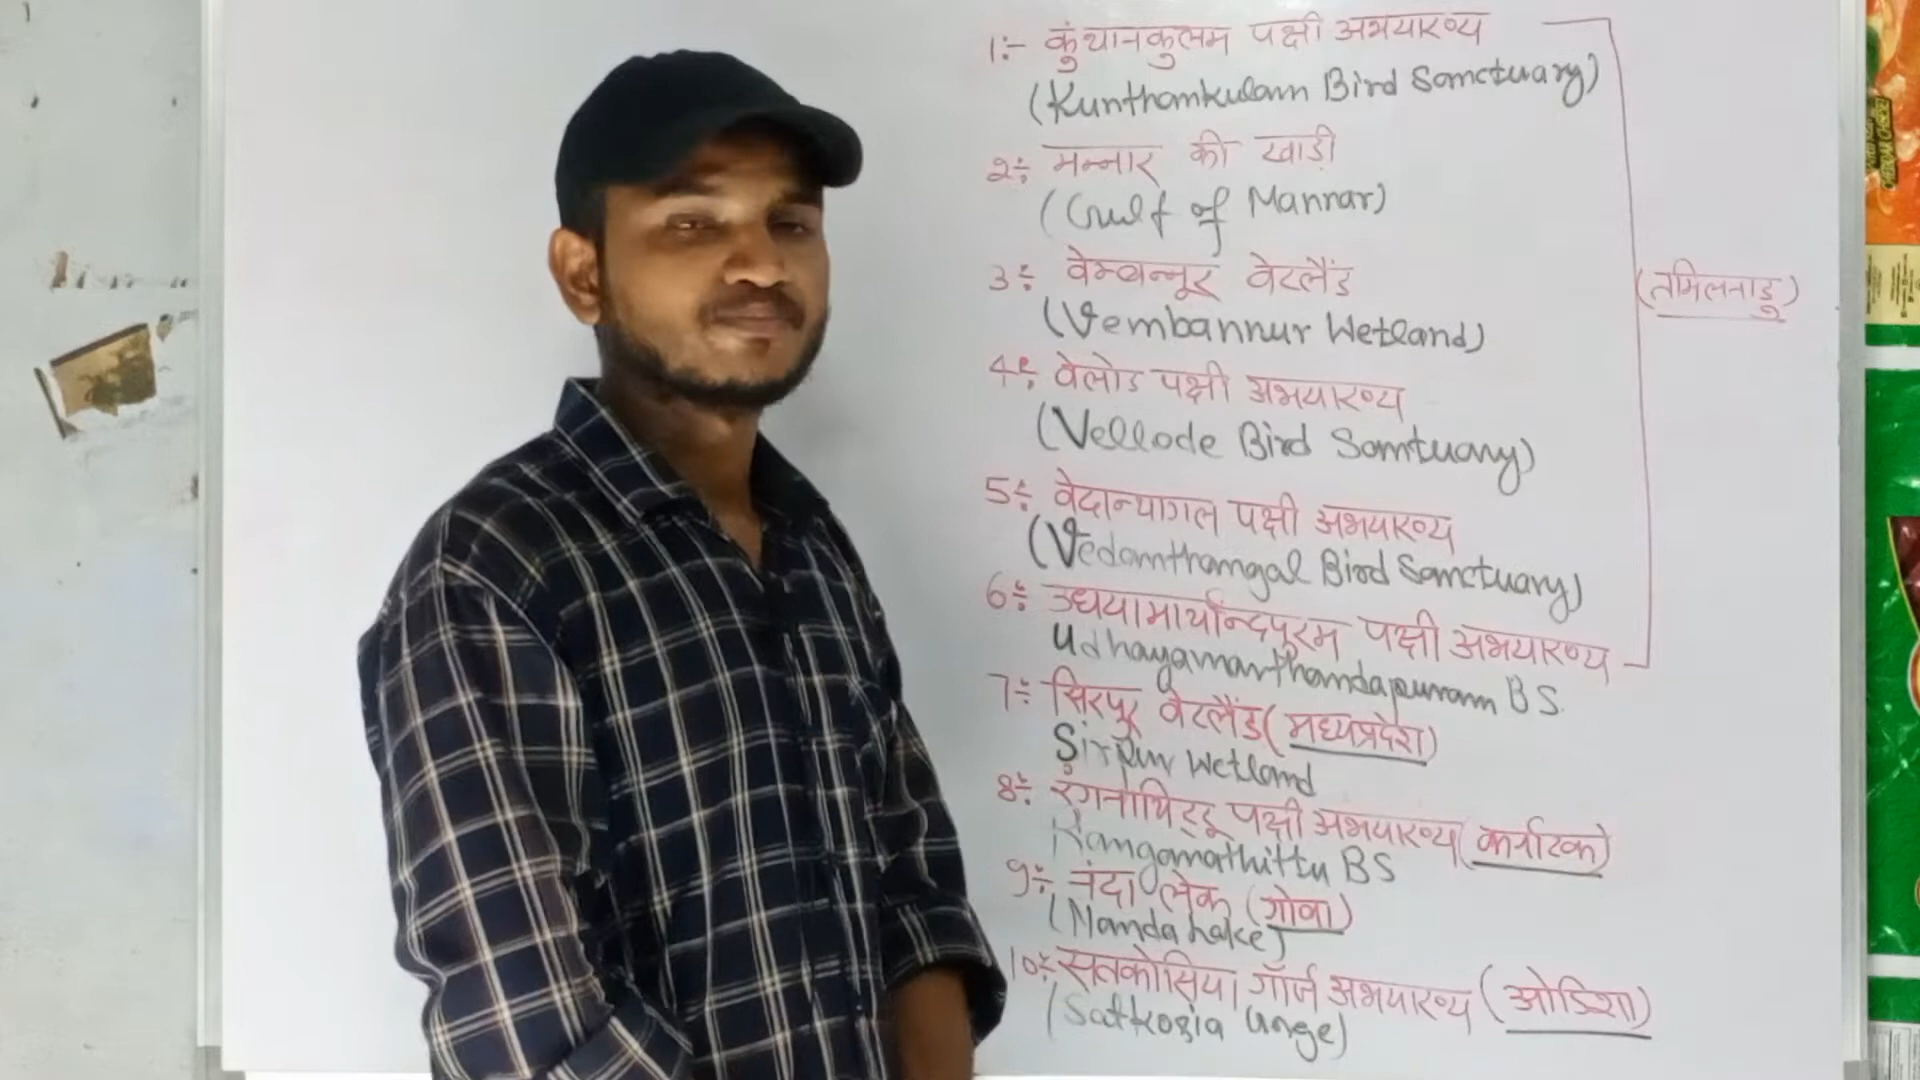 1:- कुंथानकुलम पक्षी अभयारण्य
(Kunthankulam Bird Sanctuary)
2÷ मन्नार की खाड़ी
(Gulf of Mannar)
3÷ वेम्बन्नूर वेटलैंड
(Vembannur Wetland)
(तमिलनाडू)
4÷ वेलोड पक्षी अभयारण्य
(Vellode Bird Samtuary)
5÷ वेदान्थागल पक्षी अभयारण्य
(Vedanthangal Bird Sanctuary)
6÷ उधयामार्थान्दपुरम पक्षी अभयारण्य
Udhayamarthandapuram BS.
7÷ सिरपुर वेटलैंड (मध्यप्रदेश)
Sirpur Wetland
8÷ रंगनाथिट्टू पक्षी अभयारण्य (कर्नाटक)
Ranganathittu BS
9÷ नंदा लेक (गोवा)
(Nanda Lake)
10÷ सतकोसिया गॉर्ज अभयारण्य (ओडिशा)
(Satkosia Gorge)